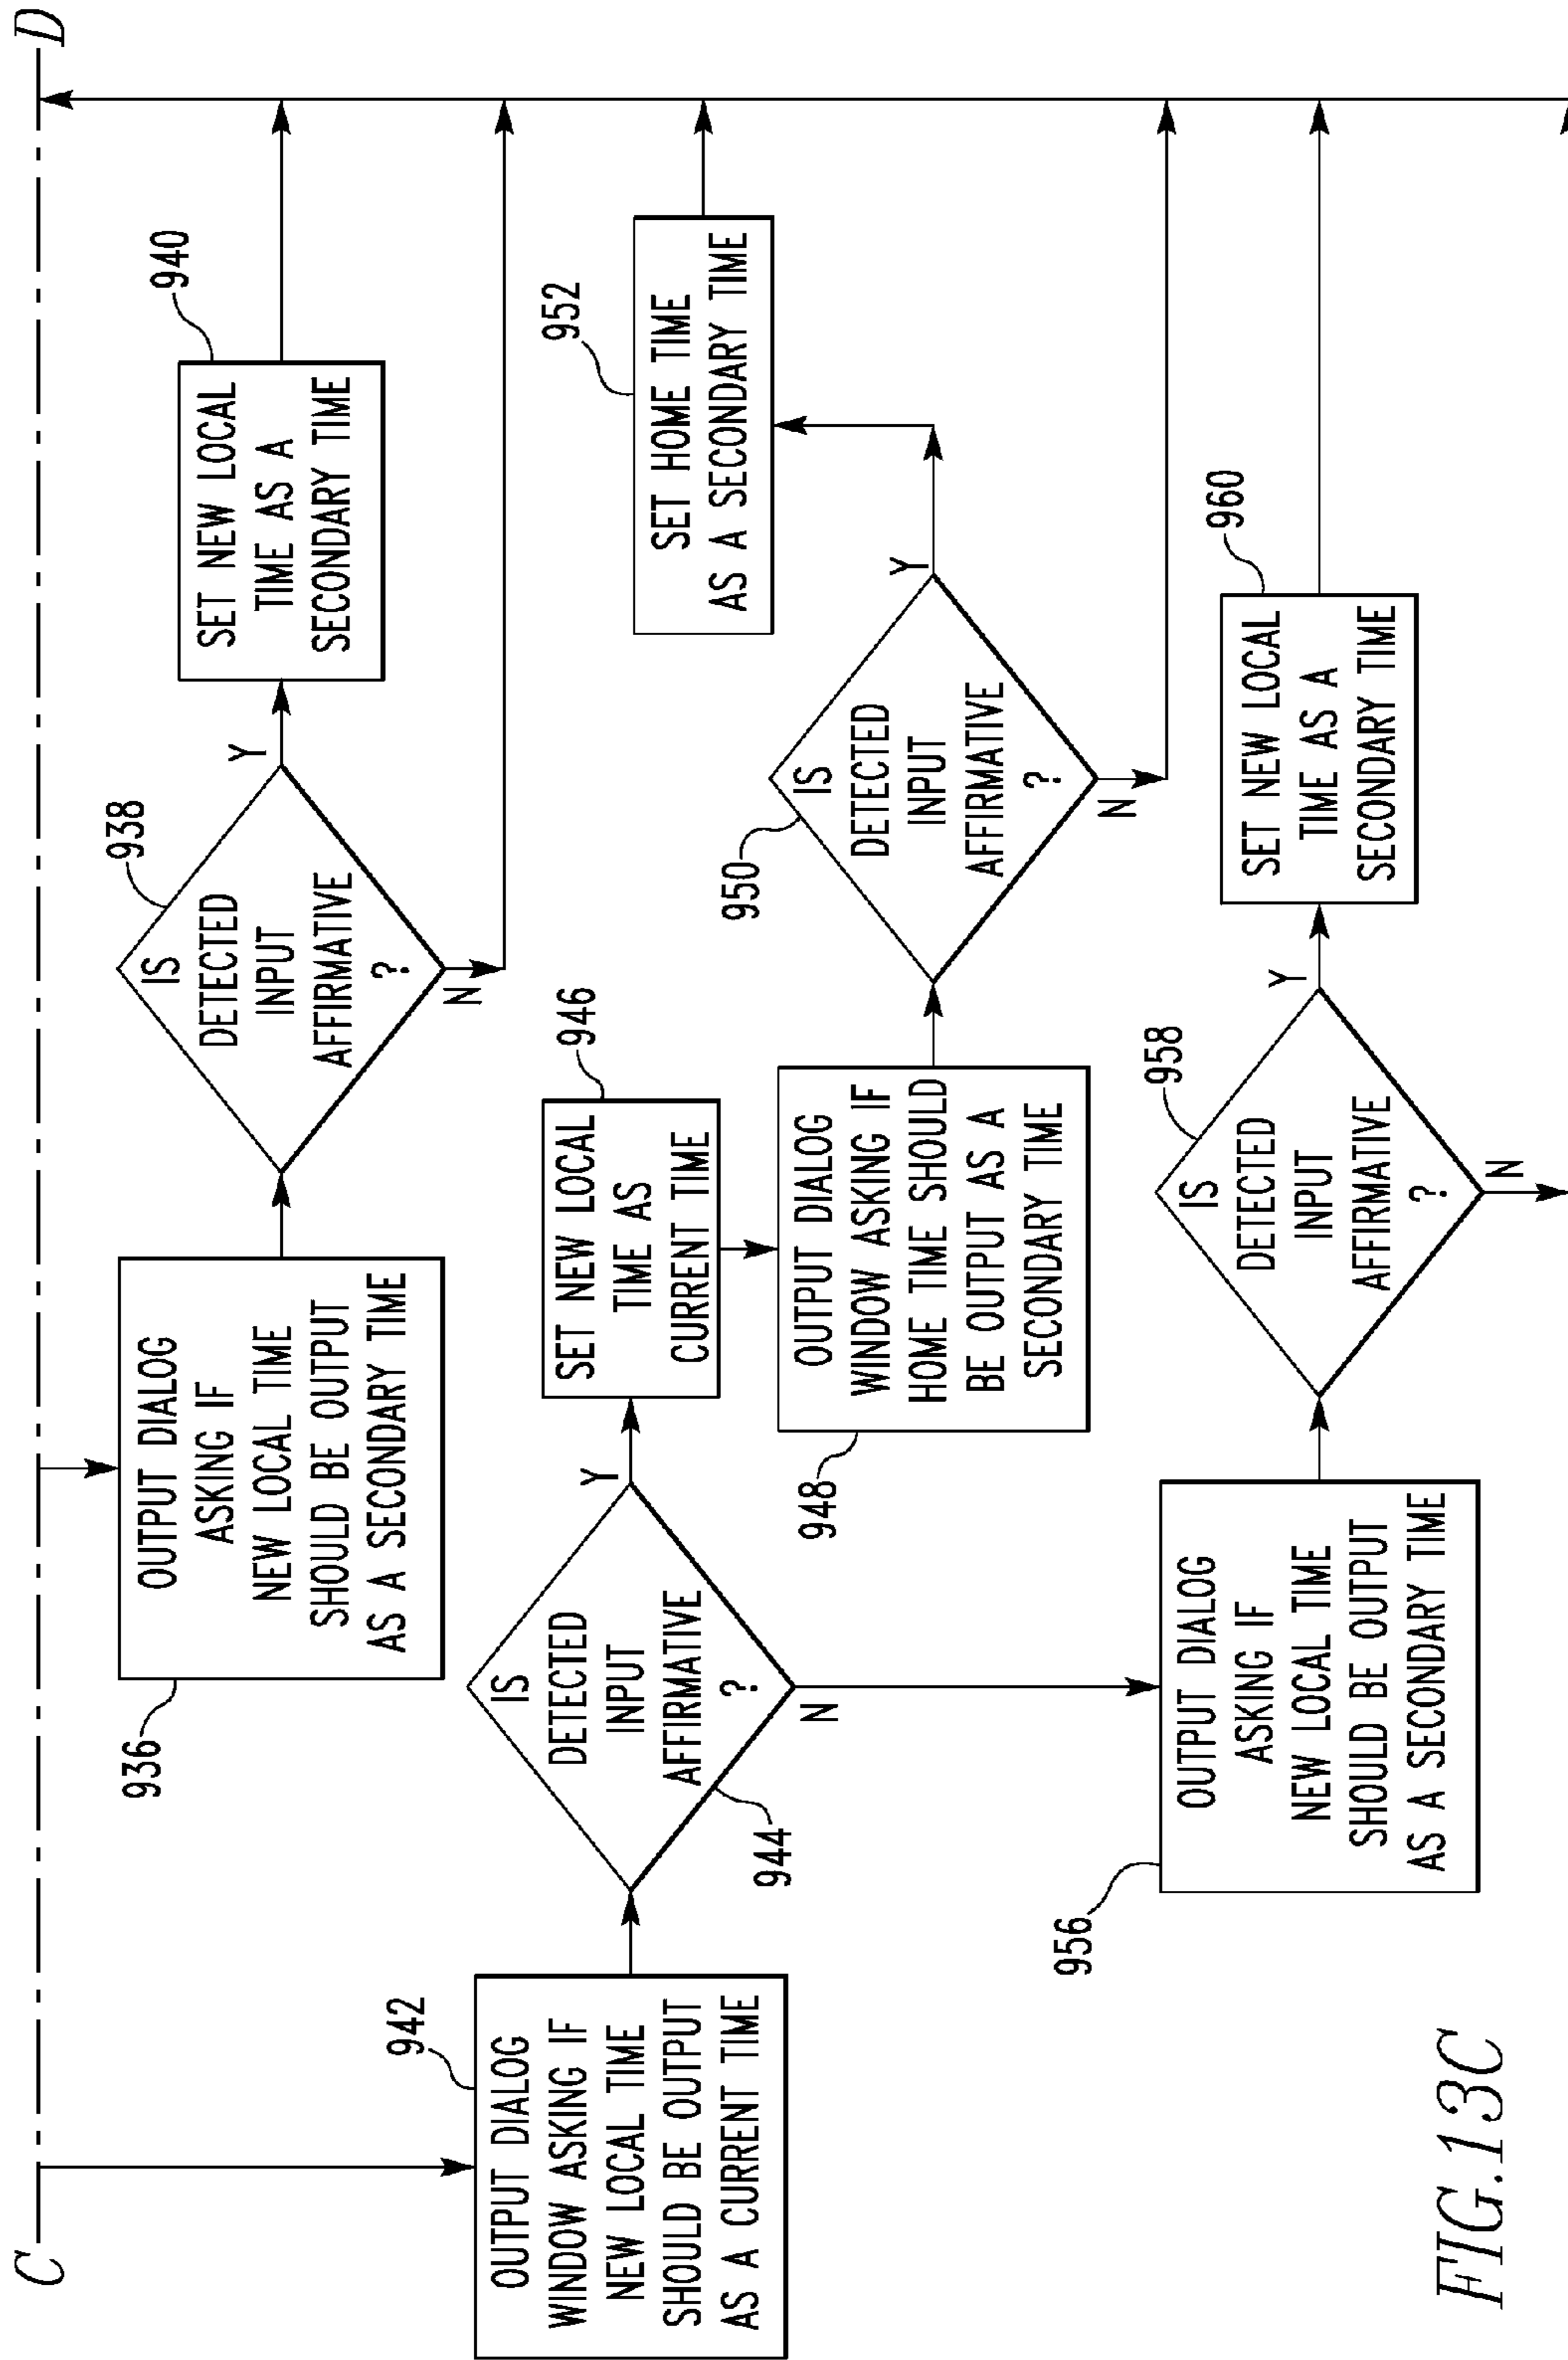 C
D
OUTPUT DIALOG
ASKING IF
NEW LOCAL TIME
SHOULD BE OUTPUT
AS A SECONDARY TIME
936
IS
DETECTED
INPUT
AFFIRMATIVE
?
938
Y
N
SET NEW LOCAL
TIME AS A
SECONDARY TIME
940
OUTPUT DIALOG
WINDOW ASKING IF
NEW LOCAL TIME
SHOULD BE OUTPUT
AS A CURRENT TIME
942
IS
DETECTED
INPUT
AFFIRMATIVE
?
944
Y
N
SET NEW LOCAL
TIME AS
CURRENT TIME
946
OUTPUT DIALOG
WINDOW ASKING IF
HOME TIME SHOULD
BE OUTPUT AS A
SECONDARY TIME
948
IS
DETECTED
INPUT
AFFIRMATIVE
?
950
Y
N
SET HOME TIME
AS A SECONDARY TIME
952
OUTPUT DIALOG
ASKING IF
NEW LOCAL TIME
SHOULD BE OUTPUT
AS A SECONDARY TIME
956
IS
DETECTED
INPUT
AFFIRMATIVE
?
958
Y
N
SET NEW LOCAL
TIME AS A
SECONDARY TIME
960
FIG.13C